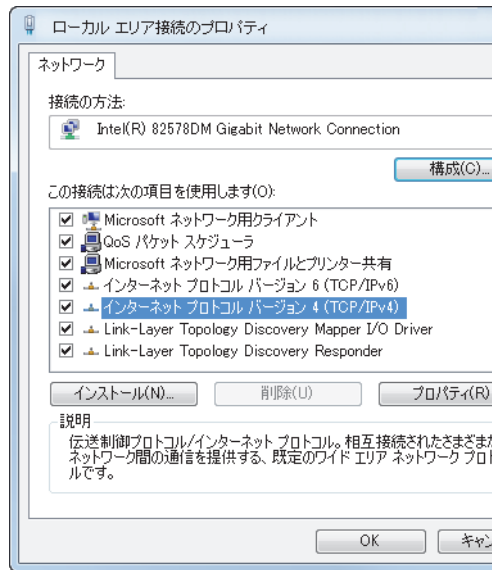 ローカル エリア接続のプロパティ
ネットワーク
接続の方法:
Intel(R) 82578DM Gigabit Network Connection
構成(C)...
この接続は次の項目を使用します(O):
Microsoft ネットワーク用クライアント
QoS パケット スケジューラ
Microsoft ネットワーク用ファイルとプリンター共有
インターネット プロトコル バージョン 6 (TCP/IPv6)
インターネット プロトコル バージョン 4 (TCP/IPv4)
Link-Layer Topology Discovery Mapper I/O Driver
Link-Layer Topology Discovery Responder
インストール(N)...
削除(U)
プロパティ(R)
説明
伝送制御プロトコル/インターネット プロトコル。相互接続されたさまざま
ネットワーク間の通信を提供する、既定のワイド エリア ネットワーク プロ
ルです。
OK
キャン